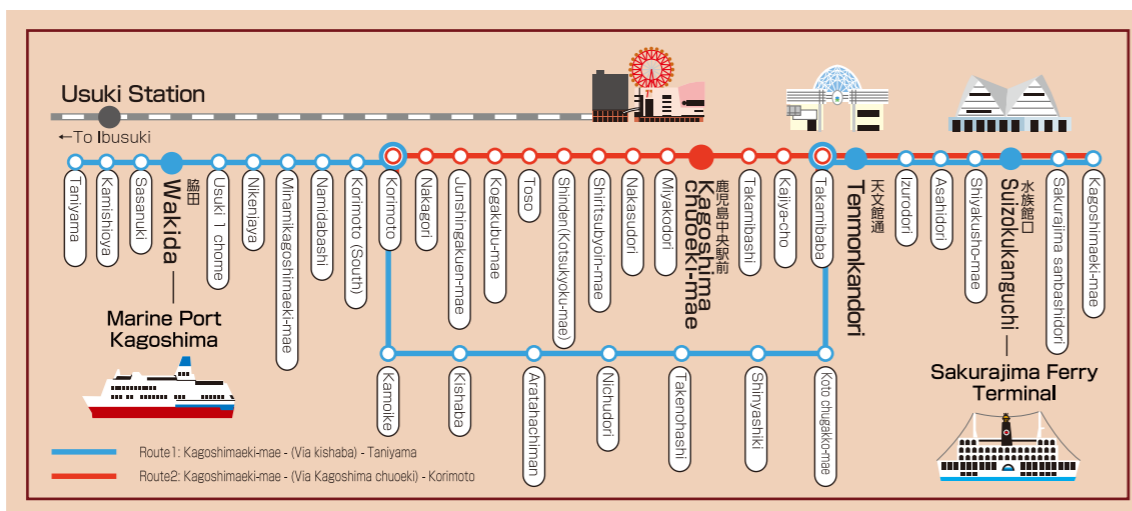 Usuki Station
←To Ibusuki
Taniyama
Kamishioya
Sasanuki
脇田
Wakida
Usuki 1 chome
Nikenjaya
Minamikagoshimaeki-mae
Namidabashi
Korimoto (South)
Korimoto
Nakagori
Junshingakuen-mae
Kogakubu-mae
Toso
Shinden(Kotsukyoku-mae)
Shiritsubyoin-mae
Nakasudori
Miyakodori
鹿児島中央駅前
Kagoshima
chuoeki-mae
Takamibashi
Kajiya-cho
Takamibaba
天文館通
Tenmonkandori
Izurodori
Asahidori
Shiyakusho-mae
水族館口
Suizokukanguchi
Sakurajima sanbashidori
Kagoshimaeki-mae
Marine Port
Kagoshima
Kamoike
Kishaba
Aratahachiman
Nichudori
Takenohashi
Shinyashiki
Koto chugakko-mae
Sakurajima Ferry
Terminal
Route1: Kagoshimaeki-mae - (Via kishaba) - Taniyama
Route2: Kagoshimaeki-mae - (Via Kagoshima chuoeki) - Korimoto